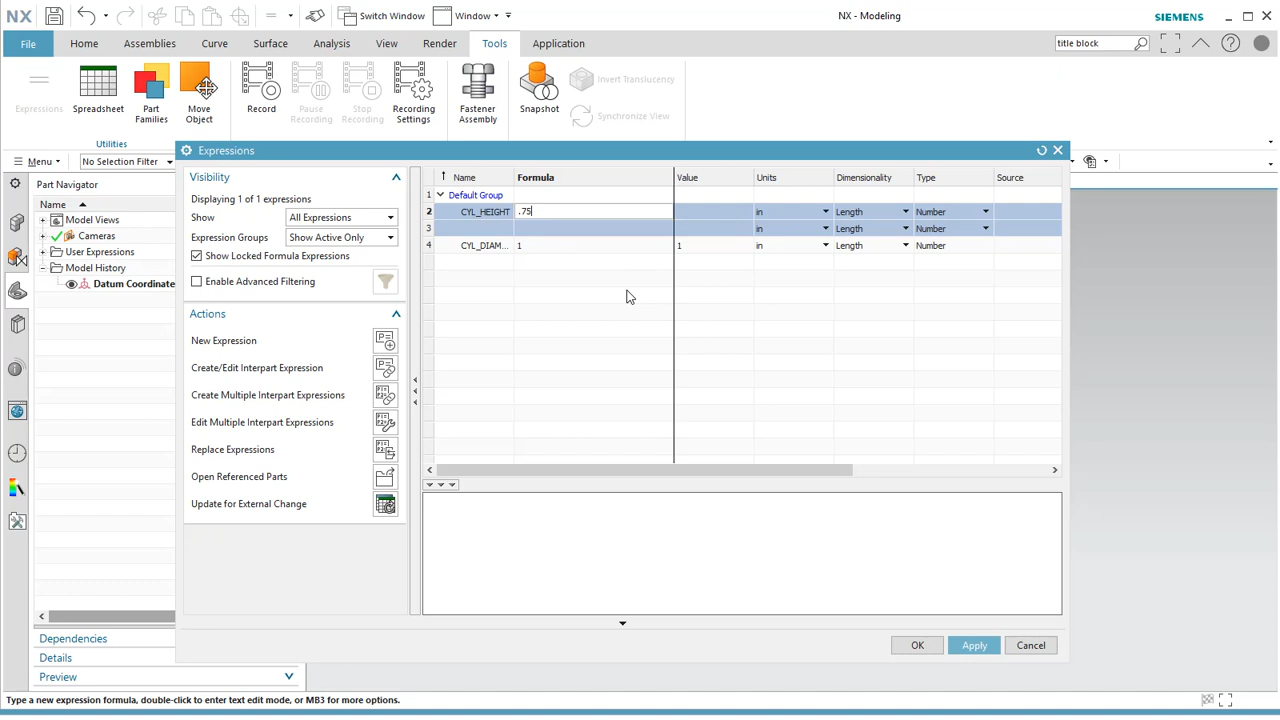 NX
Switch Window
Window
NX - Modeling
SIEMENS
File
Home
Assemblies
Curve
Surface
Analysis
View
Render
Tools
Application
title block
Expressions
Spreadsheet
Part
Families
Move
Object
Record
Pause
Recording
Stop
Recording
Recording
Settings
Fastener
Assembly
Snapshot
Invert Translucency
Synchronize View
Utilities
Menu
No Selection Filter
Part Navigator
Name
Model Views
Cameras
User Expressions
Model History
Datum Coordinate
Dependencies
Details
Preview
Expressions
Visibility
Displaying 1 of 1 expressions
Show
All Expressions
Expression Groups
Show Active Only
Show Locked Formula Expressions
Enable Advanced Filtering
Actions
New Expression
Create/Edit Interpart Expression
Create Multiple Interpart Expressions
Edit Multiple Interpart Expressions
Replace Expressions
Open Referenced Parts
Update for External Change
Name Formula Value Units Dimensionality Type Source
1 Default Group
2 CYL_HEIGHT .75 in Length Number
3 in Length Number
4 CYL_DIAM... 1 1 in Length Number
OK
Apply
Cancel
Type a new expression formula, double-click to enter text edit mode, or MB3 for more options.